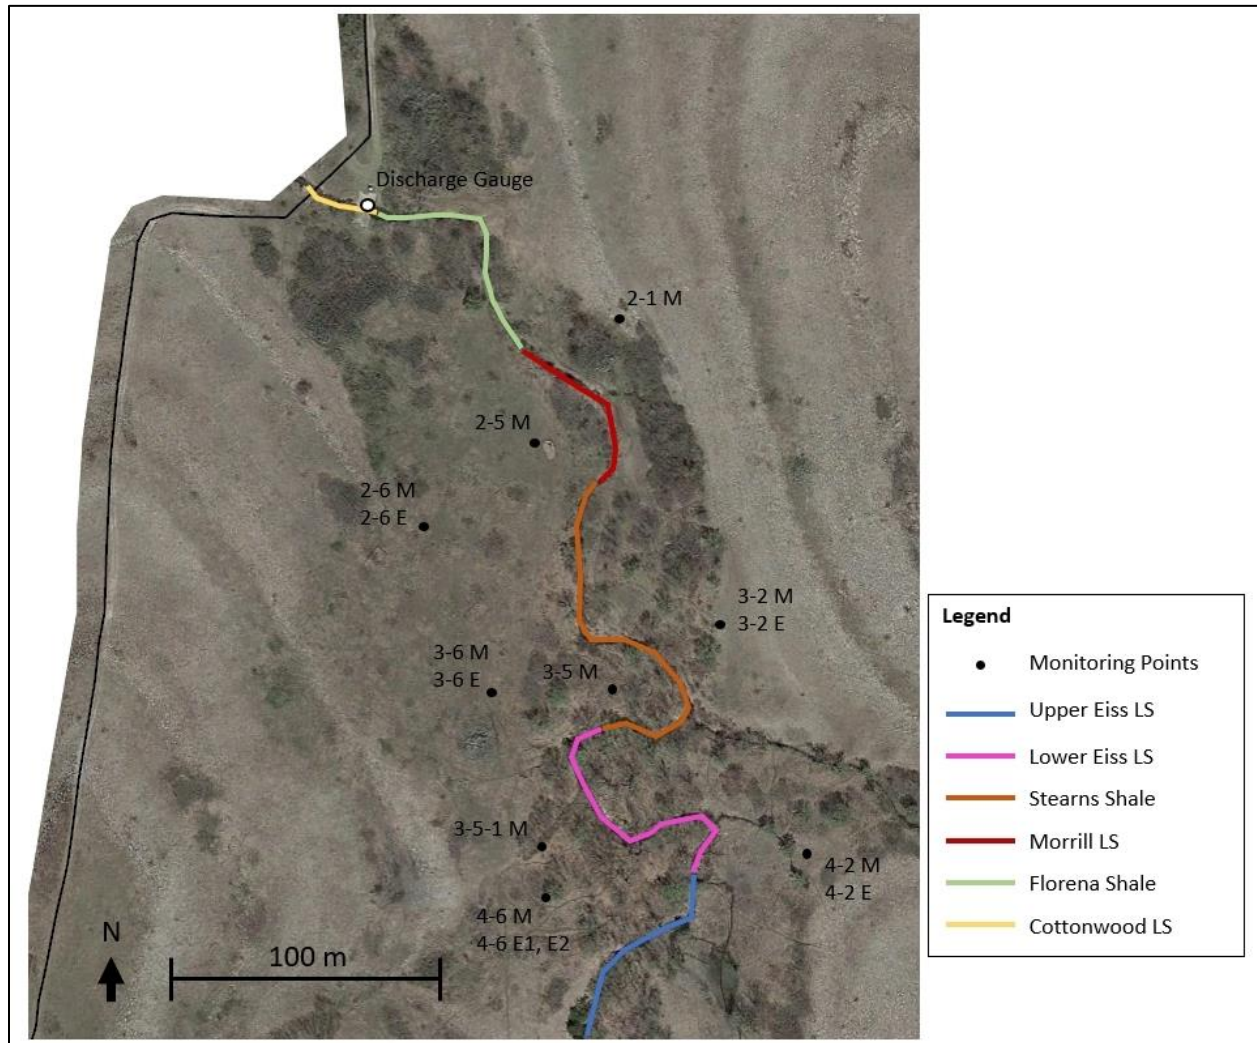 Discharge Gauge
2-1 M
2-5 M
2-6 M
2-6 E
3-2 M
3-2 E
3-6 M
3-6 E
3-5 M
3-5-1 M
4-2 M
4-2 E
4-6 M
4-6 E1, E2
N
100 m
Legend
Monitoring Points
Upper Eiss LS
Lower Eiss LS
Stearns Shale
Morrill LS
Florena Shale
Cottonwood LS